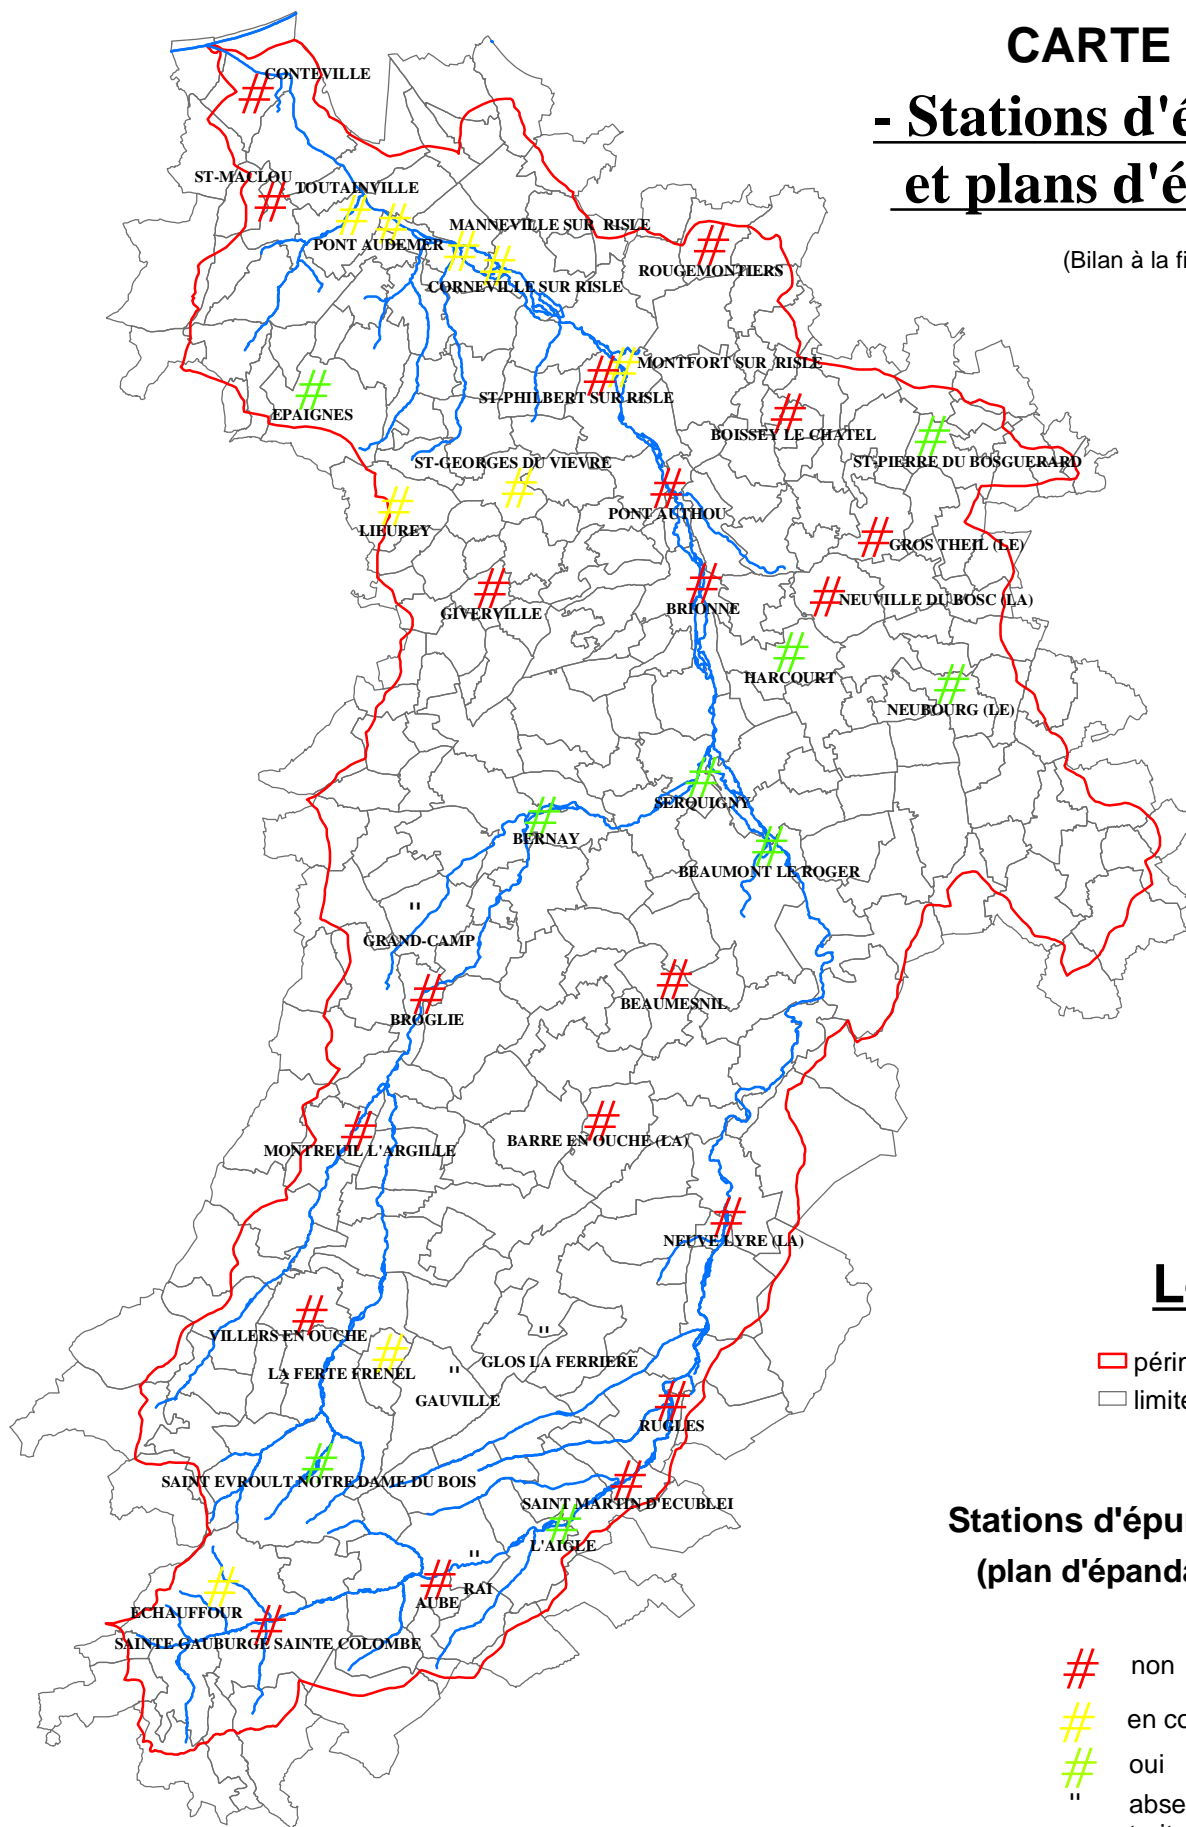 CARTE
- Stations d'é
et plans d'é
(Bilan à la fi
CONTEVILLE
ST-MACLOU
TOUTAINVILLE
MANNEVILLE SUR RISLE
PONT AUDEMER
ROUGEMONTIERS
CORNEVILLE SUR RISLE
MONTFORT SUR RISLE
ST-PHILBERT SUR RISLE
EPAIGNES
BOISSEY LE CHATEL
ST-GEORGES DU VIEVRE
ST-PIERRE DU BOSGUERARD
PONT AUTHOU
LIEUREY
GROS THEIL (LE)
NEUVILLE DU BOSC (LA)
BRIONNE
GIVERVILLE
HARCOURT
NEUBOURG (LE)
SERQUIGNY
BERNAY
BEAUMONT LE ROGER
"
GRAND-CAMP
BEAUMESNIL
BROGLIE
BARRE EN OUCHE (LA)
MONTREUIL L'ARGILLE
NEUVE LYRE (LA)
L
périr
limite
"
VILLERS EN OUCHE
GLOS LA FERRIERE
LA FERTE FRENEL
"
GAUVILLE
RUGLES
SAINT EVROULT NOTRE DAME DU BOIS
SAINT MARTIN D'ECUBLEI
L'AIGLE
"
RAI
AUBE
ECHAUFFOUR
SAINTE GAUBURGE SAINTE COLOMBE
Stations d'épu
(plan d'épanda
non
en co
oui
" abse